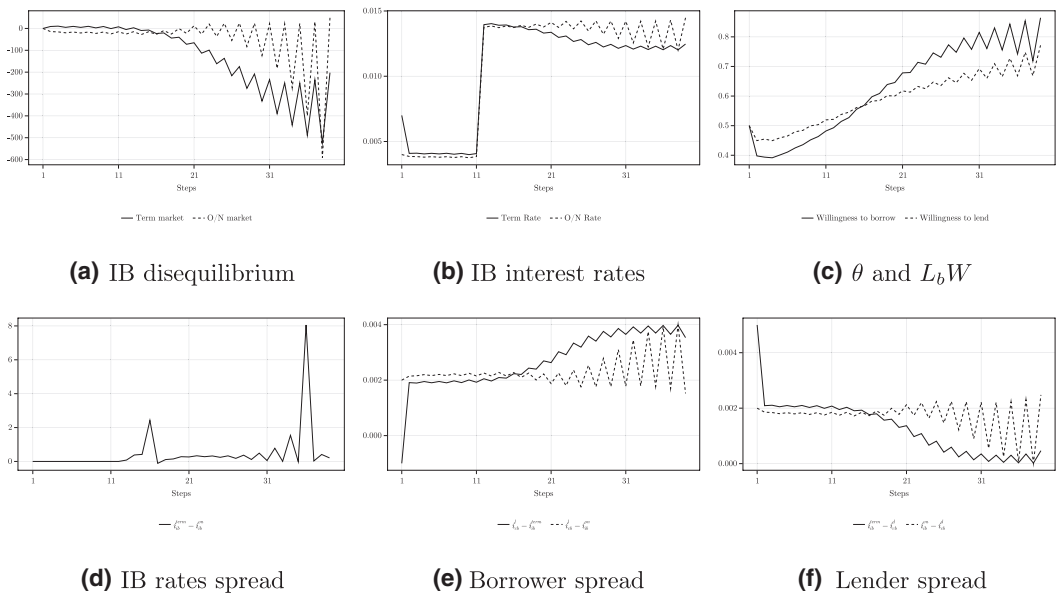 0
-100
-200
-300
-400
-500
-600
1 11 21 31
Steps
Term market O/N market
(a) IB disequilibrium
0.015
0.010
0.005
1 11 21 31
Steps
Term Rate O/N Rate
(b) IB interest rates
0.8
0.7
0.6
0.5
0.4
1 11 21 31
Steps
Willingness to borrow Willingness to lend
(c) θ and L_bW
8
6
4
2
0
1 11 21 31
Steps
(d) IB rates spread
0.004
0.002
0.000
1 11 21 31
Steps
(e) Borrower spread
0.004
0.002
0.000
1 11 21 31
Steps
(f) Lender spread